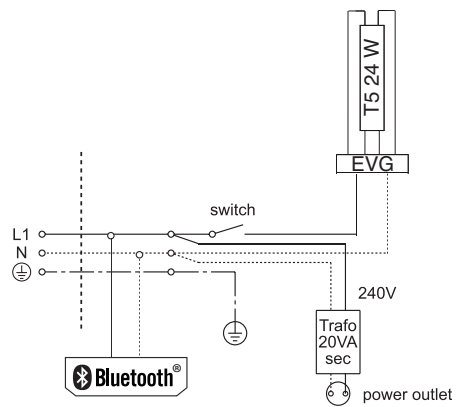 T5 24 W
EVG
switch
L1
N
240V
Trafo
20VA
sec
Bluetooth®
power outlet